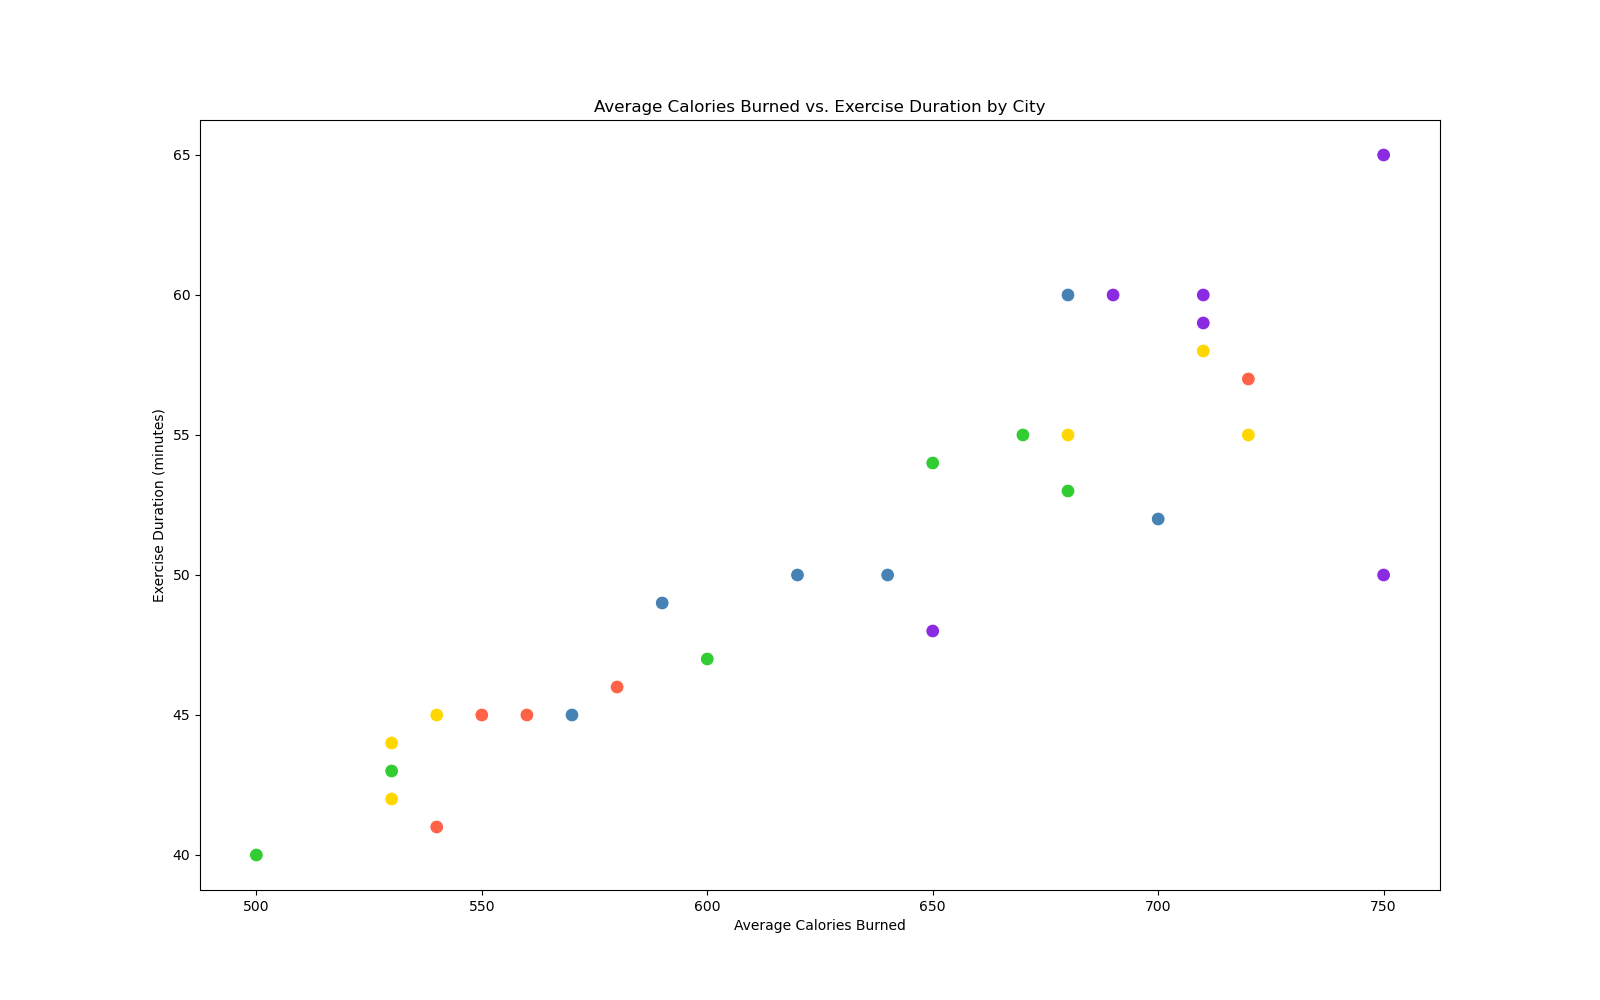 Average Calories Burned vs. Exercise Duration by City
65
60
55
50
45
40
Exercise Duration (minutes)
500 550 600 650 700 750
Average Calories Burned